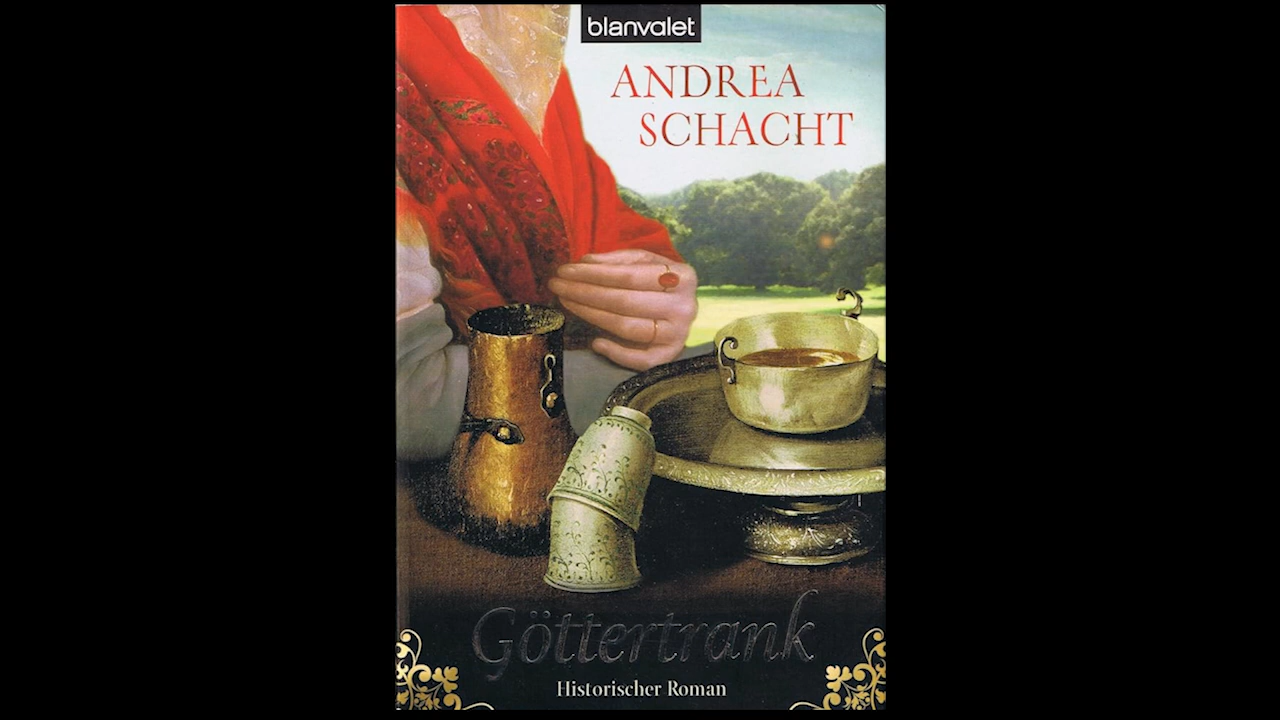 blanvalet
ANDREA
SCHACHT
Göttertrank
Historischer Roman